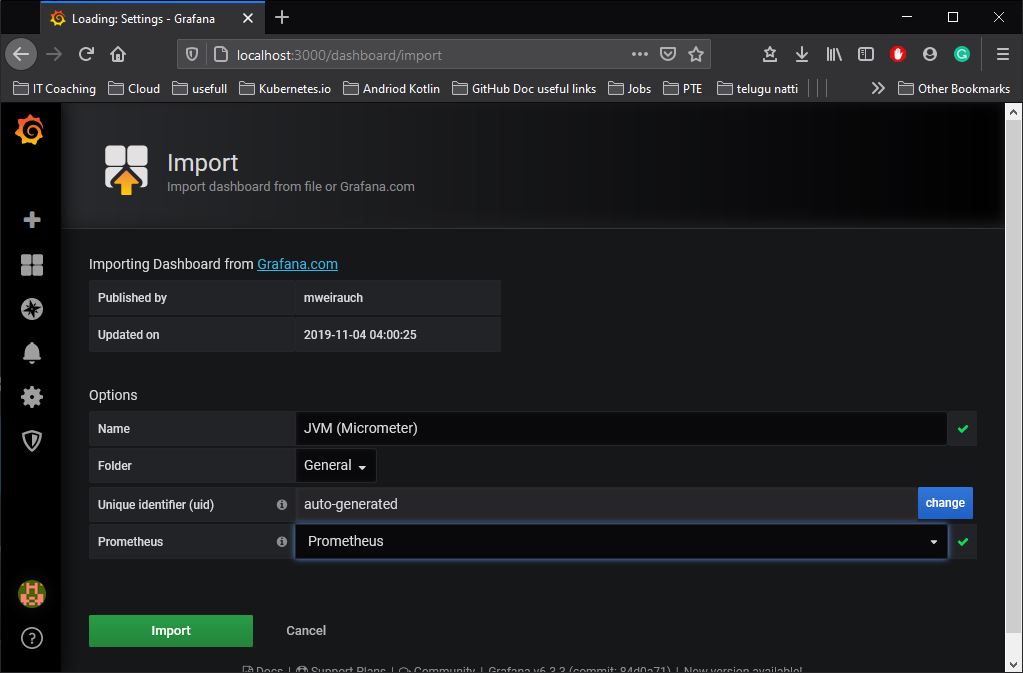 Loading: Settings - Grafana
localhost:3000/dashboard/import
IT Coaching Cloud usefull Kubernetes.io Andriod Kotlin GitHub Doc useful links Jobs PTE telugu natti Other Bookmarks
Import
Import dashboard from file or Grafana.com
Importing Dashboard from Grafana.com
Published by mweirauch
Updated on 2019-11-04 04:00:25
Options
Name JVM (Micrometer)
Folder General
Unique identifier (uid) auto-generated change
Prometheus Prometheus
Import Cancel
Docs | Support Plans | Community | Grafana v6.3.3 (commit: 84d0a71) | New version available!